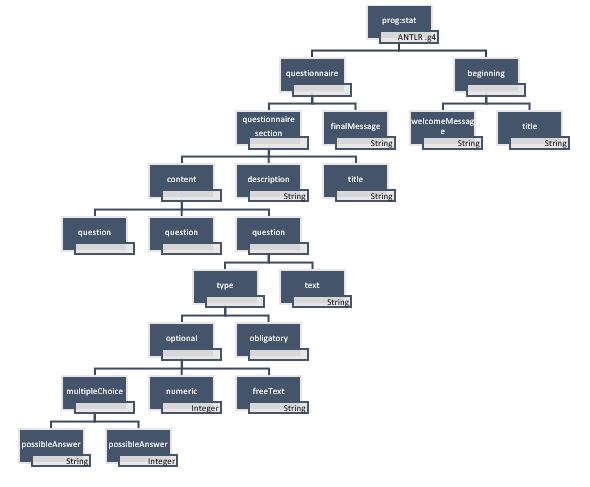 prog:stat
ANTLR .g4
questionnaire
beginning
questionnaire
section
finalMessage
String
welcomeMessag
e
String
title
String
content
description
String
title
String
question
question
question
type
text
String
optional
obligatory
multipleChoice
numeric
Integer
freeText
String
possibleAnswer
String
possibleAnswer
Integer